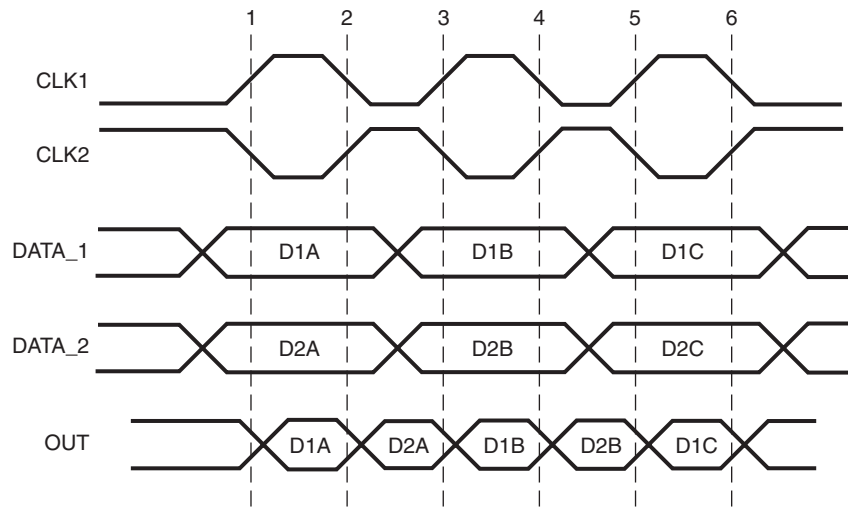 1 2 3 4 5 6
CLK1
CLK2
DATA_1 D1A D1B D1C
DATA_2 D2A D2B D2C
OUT D1A D2A D1B D2B D1C